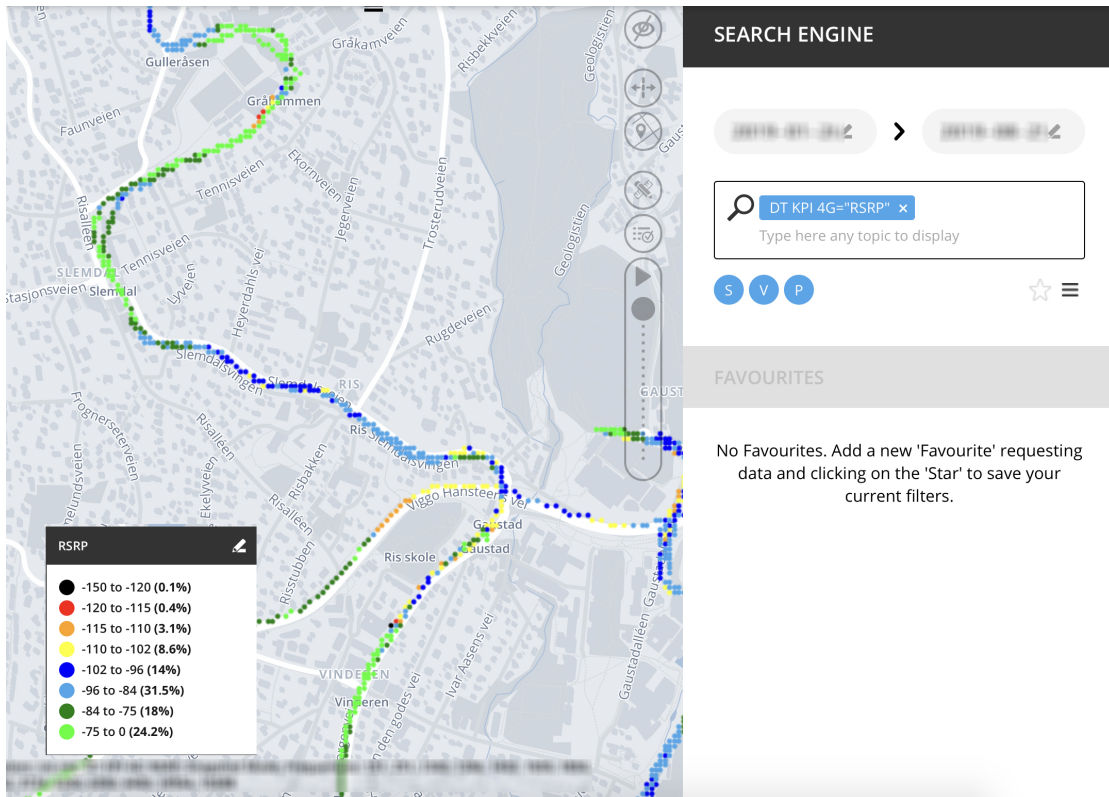 Gulleråsen
Gråkamveien
Risbekkveien
Geologistien
Gråkammen
Faunveien
Tennisveien
Ekornveien
Jegerveien
Trosterudveien
Risalléen
Geologistien
Tennisveien
SLEMDAL
Stasjonsveien
Slemdal
Lyveien
Heyerdahls vei
Rugdeveien
Slemdalsvingen
RIS
GAUST
Frognerseterveien
Risalléen
Ris
Slemdalsvingen
Risbakken
Ekelyveien
Risalléen
Viggo Hansteens vei
Gaustad
Gaustad
Ris skole
Risstubben
Gaustadalléen
Gausta
Ivar Aasens vei
VINDEREN
Vinderen
RSRP
-150 to -120 (0.1%)
-120 to -115 (0.4%)
-115 to -110 (3.1%)
-110 to -102 (8.6%)
-102 to -96 (14%)
-96 to -84 (31.5%)
-84 to -75 (18%)
-75 to 0 (24.2%)
SEARCH ENGINE
DT KPI 4G="RSRP" ×
Type here any topic to display
S V P
FAVOURITES
No Favourites. Add a new 'Favourite' requesting
data and clicking on the 'Star' to save your
current filters.